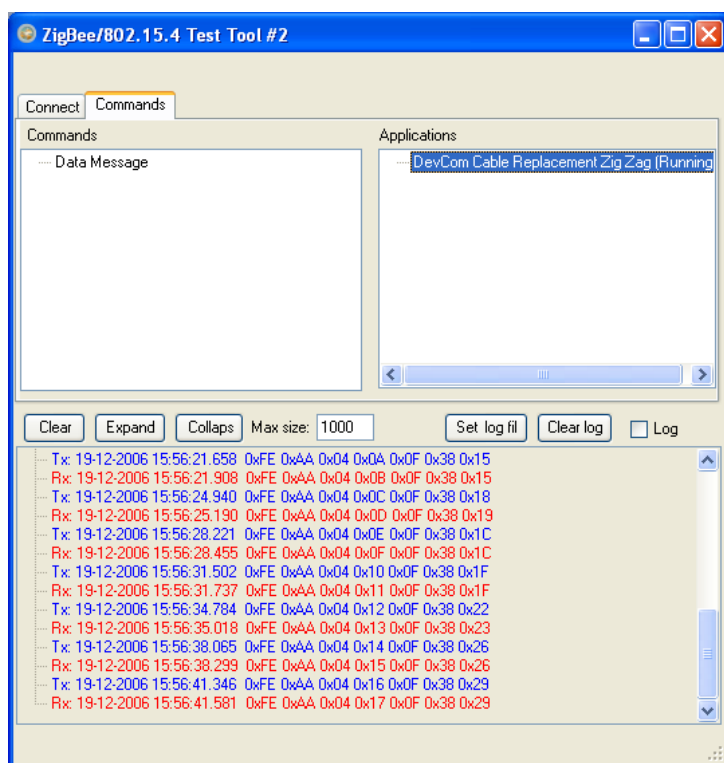 ZigBee/802.15.4 Test Tool #2
Connect Commands
Commands Applications
Data Message DevCom Cable Replacement Zig Zag (Running
Clear Expand Collaps Max size: 1000 Set log fil Clear log Log
Tx: 19-12-2006 15:56:21.658 0xFE 0xAA 0x04 0x0A 0x0F 0x38 0x15
Rx: 19-12-2006 15:56:21.908 0xFE 0xAA 0x04 0x0B 0x0F 0x38 0x15
Tx: 19-12-2006 15:56:24.940 0xFE 0xAA 0x04 0x0C 0x0F 0x38 0x18
Rx: 19-12-2006 15:56:25.190 0xFE 0xAA 0x04 0x0D 0x0F 0x38 0x19
Tx: 19-12-2006 15:56:28.221 0xFE 0xAA 0x04 0x0E 0x0F 0x38 0x1C
Rx: 19-12-2006 15:56:28.455 0xFE 0xAA 0x04 0x0F 0x0F 0x38 0x1C
Tx: 19-12-2006 15:56:31.502 0xFE 0xAA 0x04 0x10 0x0F 0x38 0x1F
Rx: 19-12-2006 15:56:31.737 0xFE 0xAA 0x04 0x11 0x0F 0x38 0x1F
Tx: 19-12-2006 15:56:34.784 0xFE 0xAA 0x04 0x12 0x0F 0x38 0x22
Rx: 19-12-2006 15:56:35.018 0xFE 0xAA 0x04 0x13 0x0F 0x38 0x23
Tx: 19-12-2006 15:56:38.065 0xFE 0xAA 0x04 0x14 0x0F 0x38 0x26
Rx: 19-12-2006 15:56:38.299 0xFE 0xAA 0x04 0x15 0x0F 0x38 0x26
Tx: 19-12-2006 15:56:41.346 0xFE 0xAA 0x04 0x16 0x0F 0x38 0x29
Rx: 19-12-2006 15:56:41.581 0xFE 0xAA 0x04 0x17 0x0F 0x38 0x29